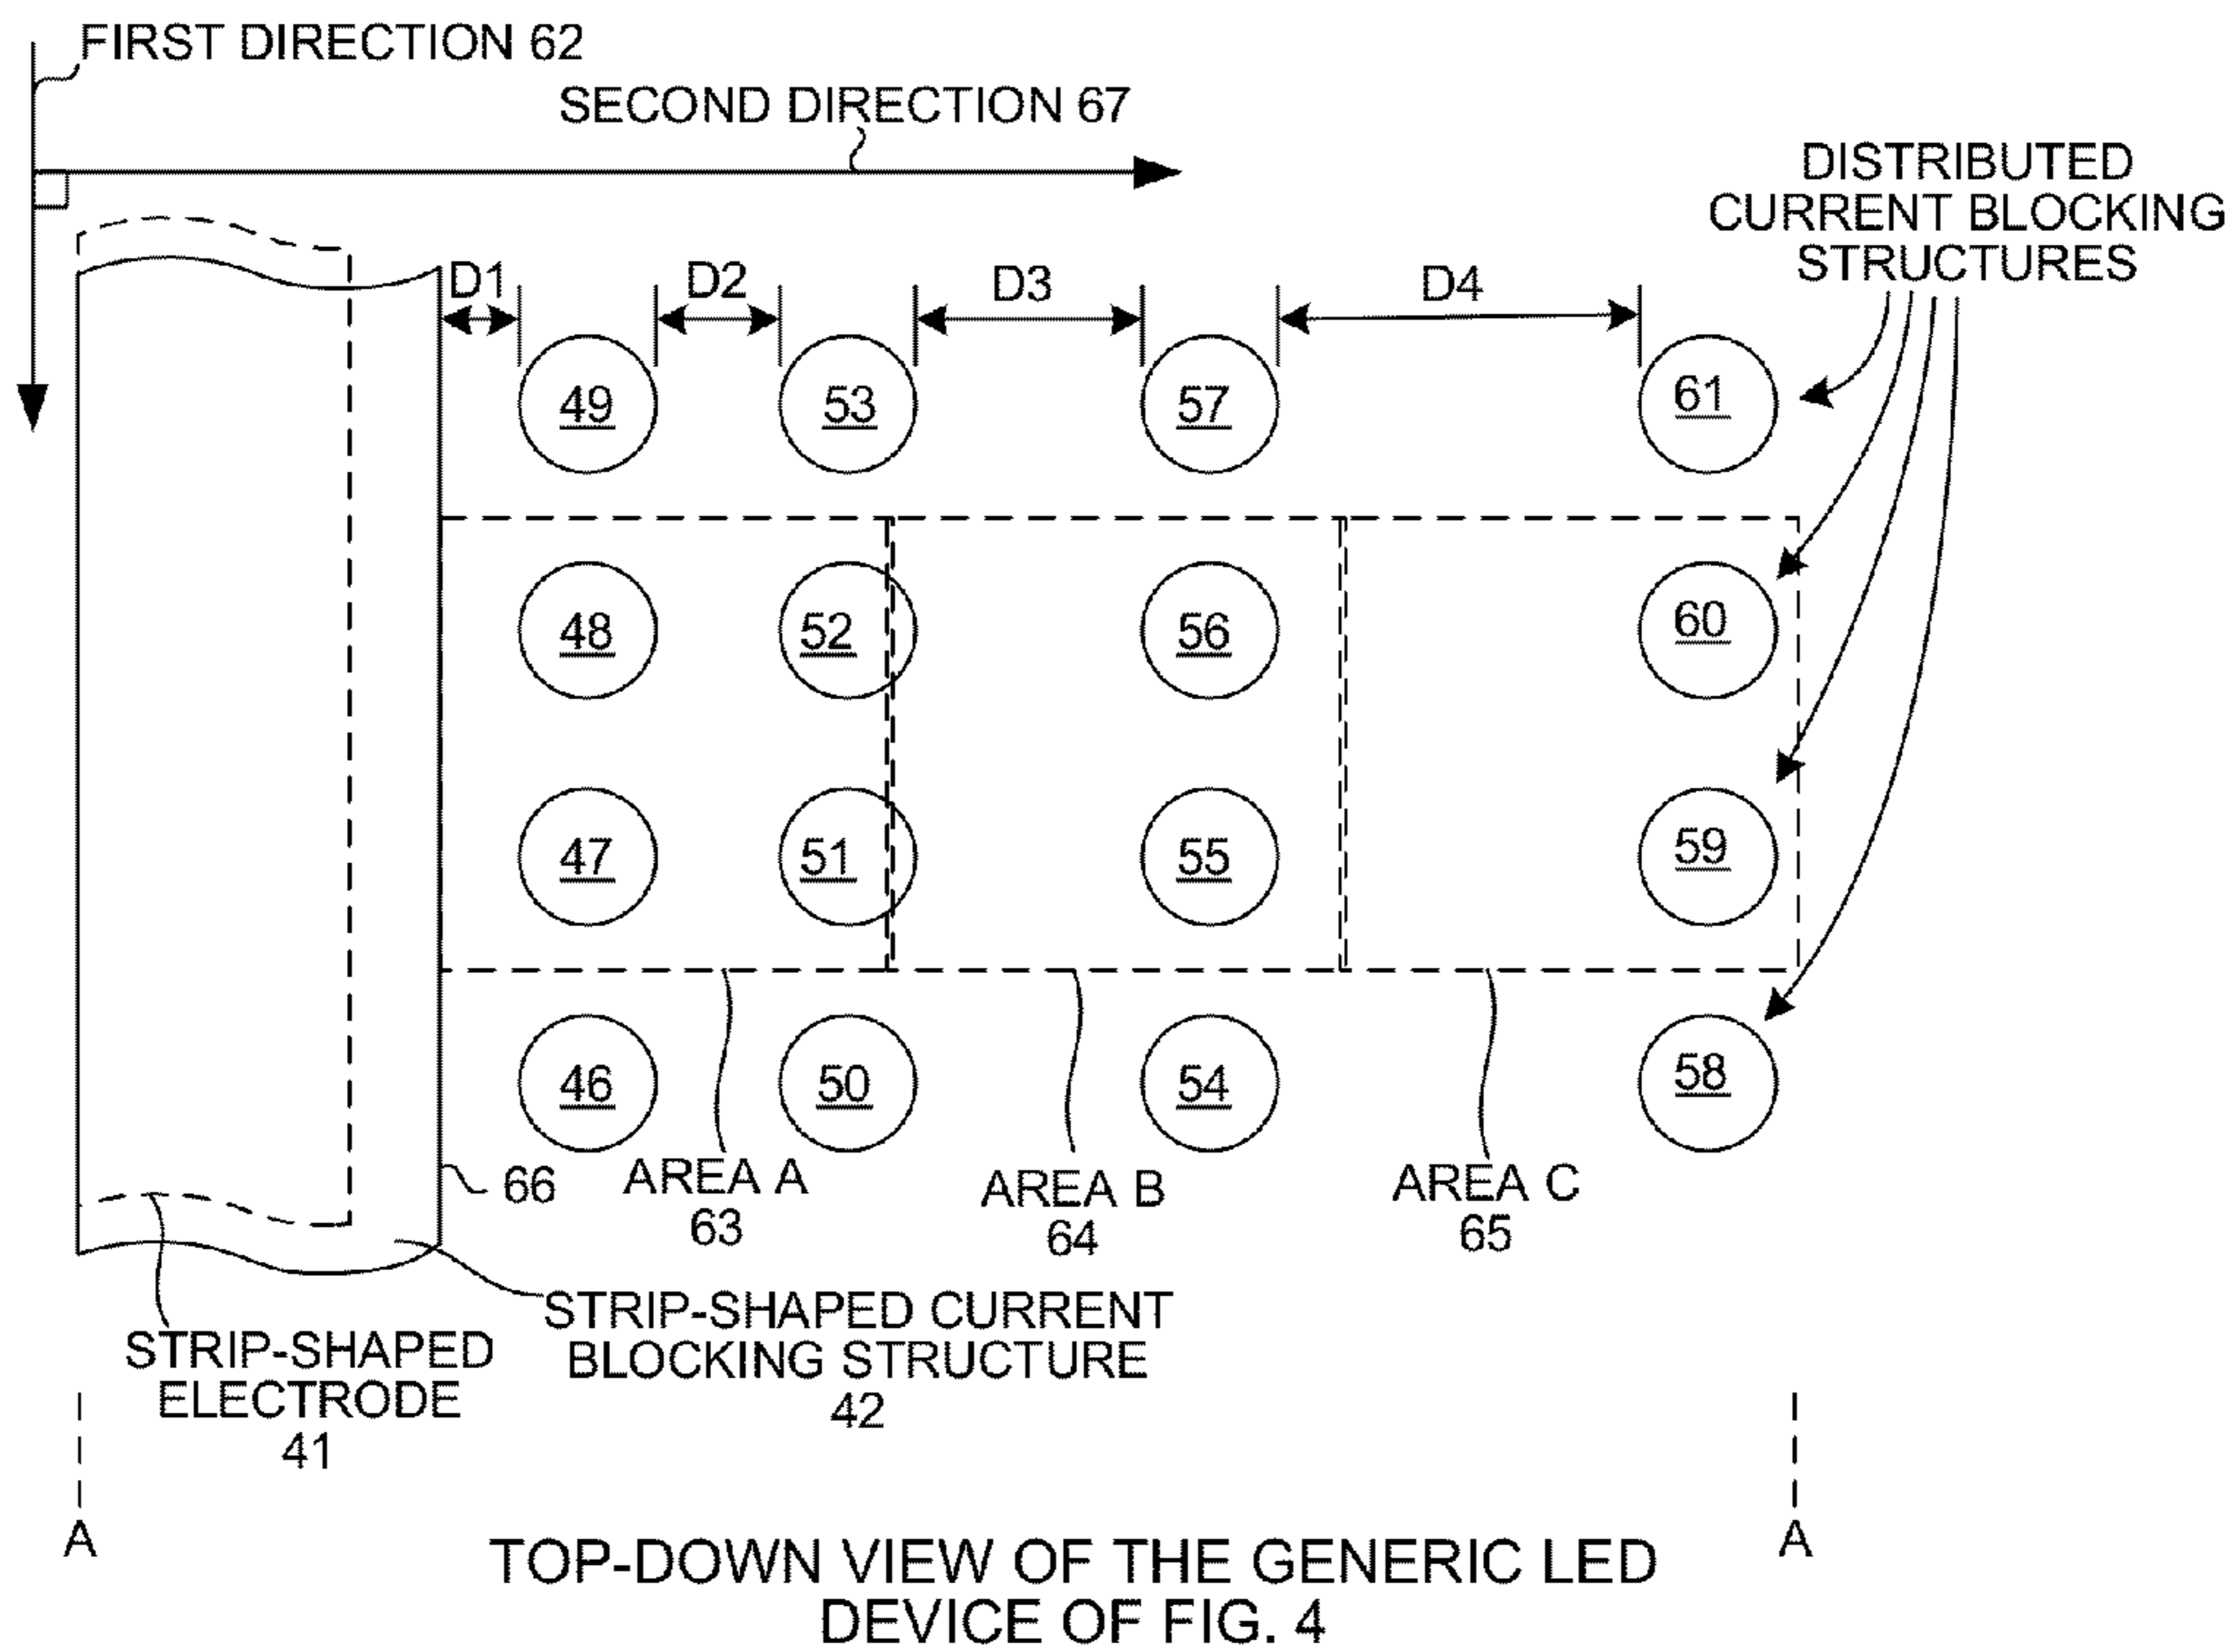 FIRST DIRECTION 62
SECOND DIRECTION 67
DISTRIBUTED
CURRENT BLOCKING
STRUCTURES
D1
D2
D3
D4
49
53
57
61
48
52
56
60
47
51
55
59
46
50
54
58
66
AREA A
63
AREA B
64
AREA C
65
STRIP-SHAPED
ELECTRODE
41
STRIP-SHAPED CURRENT
BLOCKING STRUCTURE
42
A
A
TOP-DOWN VIEW OF THE GENERIC LED
DEVICE OF FIG. 4